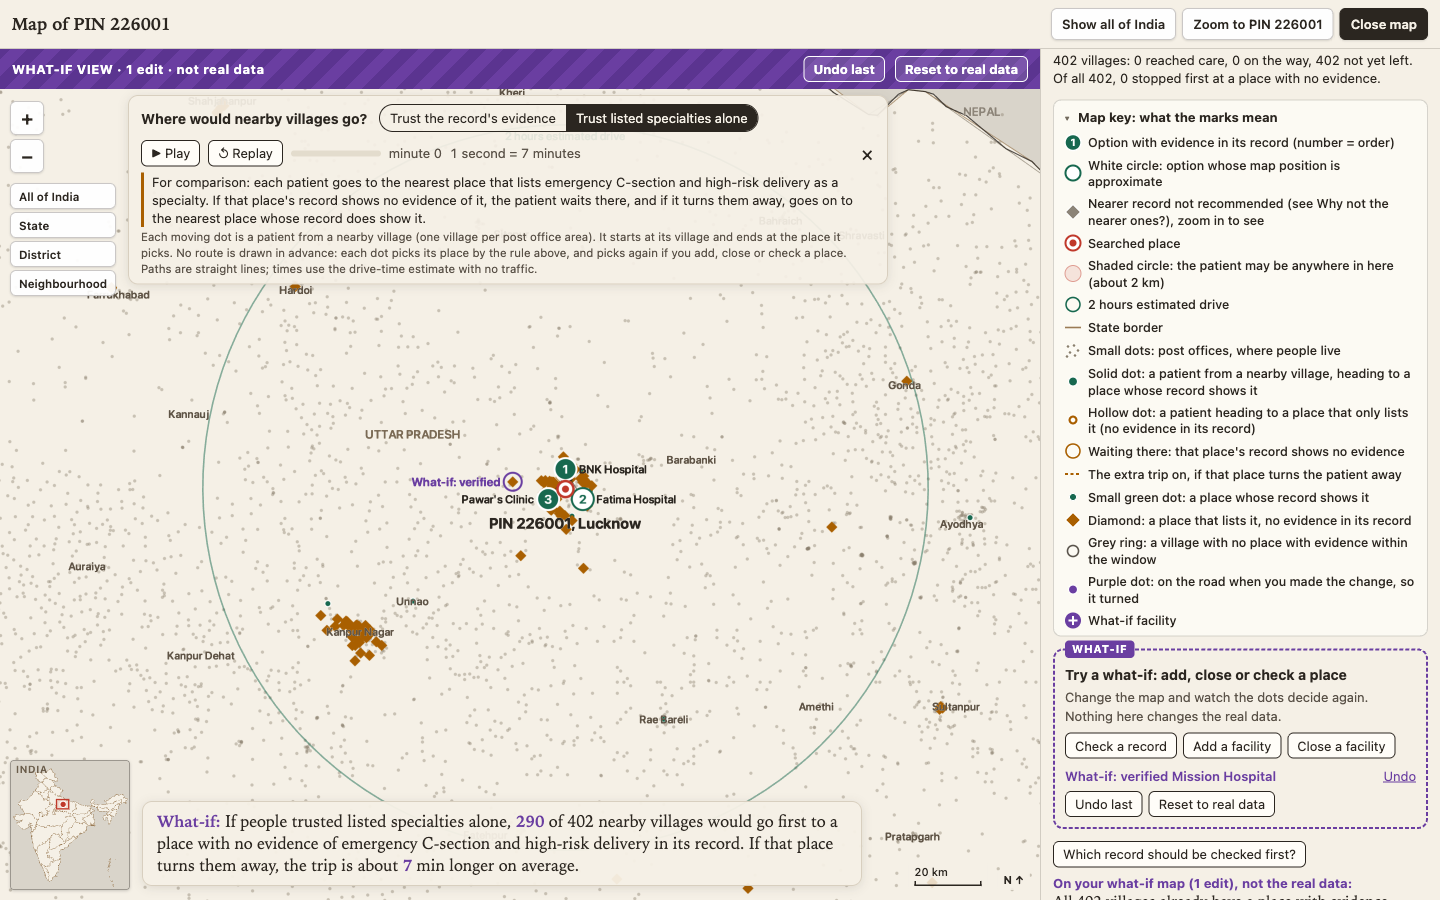 Map of PIN 226001
Show all of India
Zoom to PIN 226001
Close map
WHAT-IF VIEW · 1 edit · not real data
Undo last
Reset to real data
+
−
All of India
State
District
Neighbourhood
Where would nearby villages go?
Trust the record's evidence
Trust listed specialties alone
▶ Play
↺ Replay
minute 0 1 second = 7 minutes
×
For comparison: each patient goes to the nearest place that lists emergency C-section and high-risk delivery as a
specialty. If that place's record shows no evidence of it, the patient waits there, and if it turns them away, goes on to
the nearest place whose record does show it.
Each moving dot is a patient from a nearby village (one village per post office area). It starts at its village and ends at the place it
picks. No route is drawn in advance: each dot picks its place by the rule above, and picks again if you add, close or check a place.
Paths are straight lines; times use the drive-time estimate with no traffic.
Kheri
NEPAL
Shahjahanpur
2 hours estimated drive
Bahraich
Shravasti
Farrukhabad
Hardoi
Gonda
Kannauj
UTTAR PRADESH
Barabanki
1 BNK Hospital
What-if: verified
Pawar's Clinic 3
2 Fatima Hospital
PIN 226001, Lucknow
Ayodhya
Auraiya
Unnao
Kanpur Nagar
Kanpur Dehat
Rae Bareli
Amethi
Sultanpur
Pratapgarh
INDIA
What-if: If people trusted listed specialties alone, 290 of 402 nearby villages would go first to a
place with no evidence of emergency C-section and high-risk delivery in its record. If that place
turns them away, the trip is about 7 min longer on average.
20 km
N ↑
402 villages: 0 reached care, 0 on the way, 402 not yet left.
Of all 402, 0 stopped first at a place with no evidence.
Map key: what the marks mean
1 Option with evidence in its record (number = order)
White circle: option whose map position is
approximate
Nearer record not recommended (see Why not the
nearer ones?), zoom in to see
Searched place
Shaded circle: the patient may be anywhere in here
(about 2 km)
2 hours estimated drive
State border
Small dots: post offices, where people live
Solid dot: a patient from a nearby village, heading to a
place whose record shows it
Hollow dot: a patient heading to a place that only lists
it (no evidence in its record)
Waiting there: that place's record shows no evidence
The extra trip on, if that place turns the patient away
Small green dot: a place whose record shows it
Diamond: a place that lists it, no evidence in its record
Grey ring: a village with no place with evidence within
the window
Purple dot: on the road when you made the change, so
it turned
What-if facility
WHAT-IF
Try a what-if: add, close or check a place
Change the map and watch the dots decide again.
Nothing here changes the real data.
Check a record
Add a facility
Close a facility
What-if: verified Mission Hospital
Undo
Undo last
Reset to real data
Which record should be checked first?
On your what-if map (1 edit), not the real data: